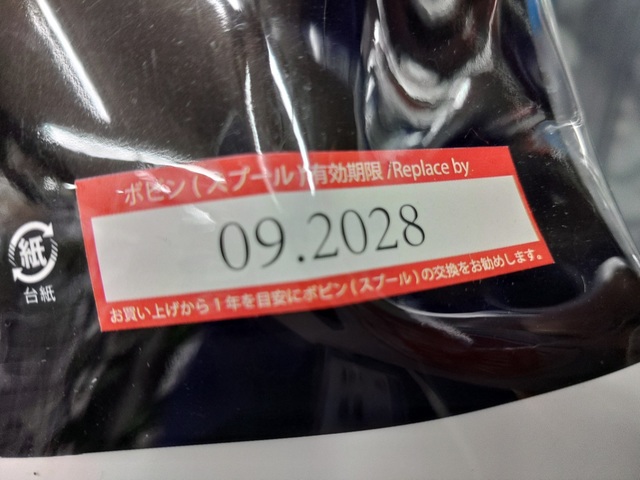 ボビン(スプール)有効期限/Replace by
09.2028
お買い上げから1年を目安にボビン(スプール)の交換をお勧めします。
紙
台紙